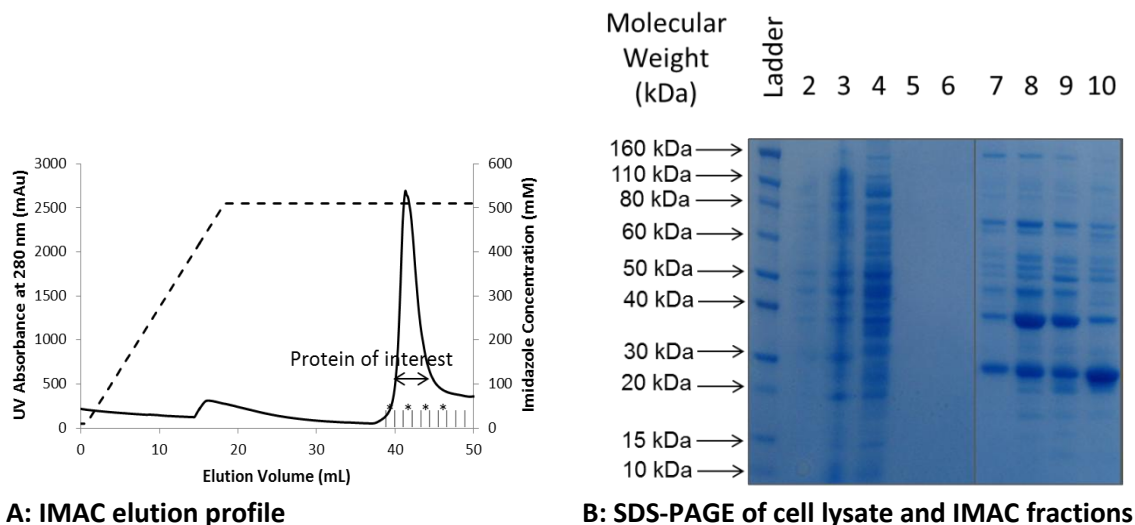 3000
2500
2000
1500
1000
500
0
UV Absorbance at 280 nm (mAu)
600
500
400
300
200
100
0
Imidazole Concentration (mM)
Protein of interest
* * * *
0 10 20 30 40 50
Elution Volume (mL)
A: IMAC elution profile
Molecular
Weight
(kDa)
Ladder
2 3 4 5 6 7 8 9 10
160 kDa
110 kDa
80 kDa
60 kDa
50 kDa
40 kDa
30 kDa
20 kDa
15 kDa
10 kDa
B: SDS-PAGE of cell lysate and IMAC fractions